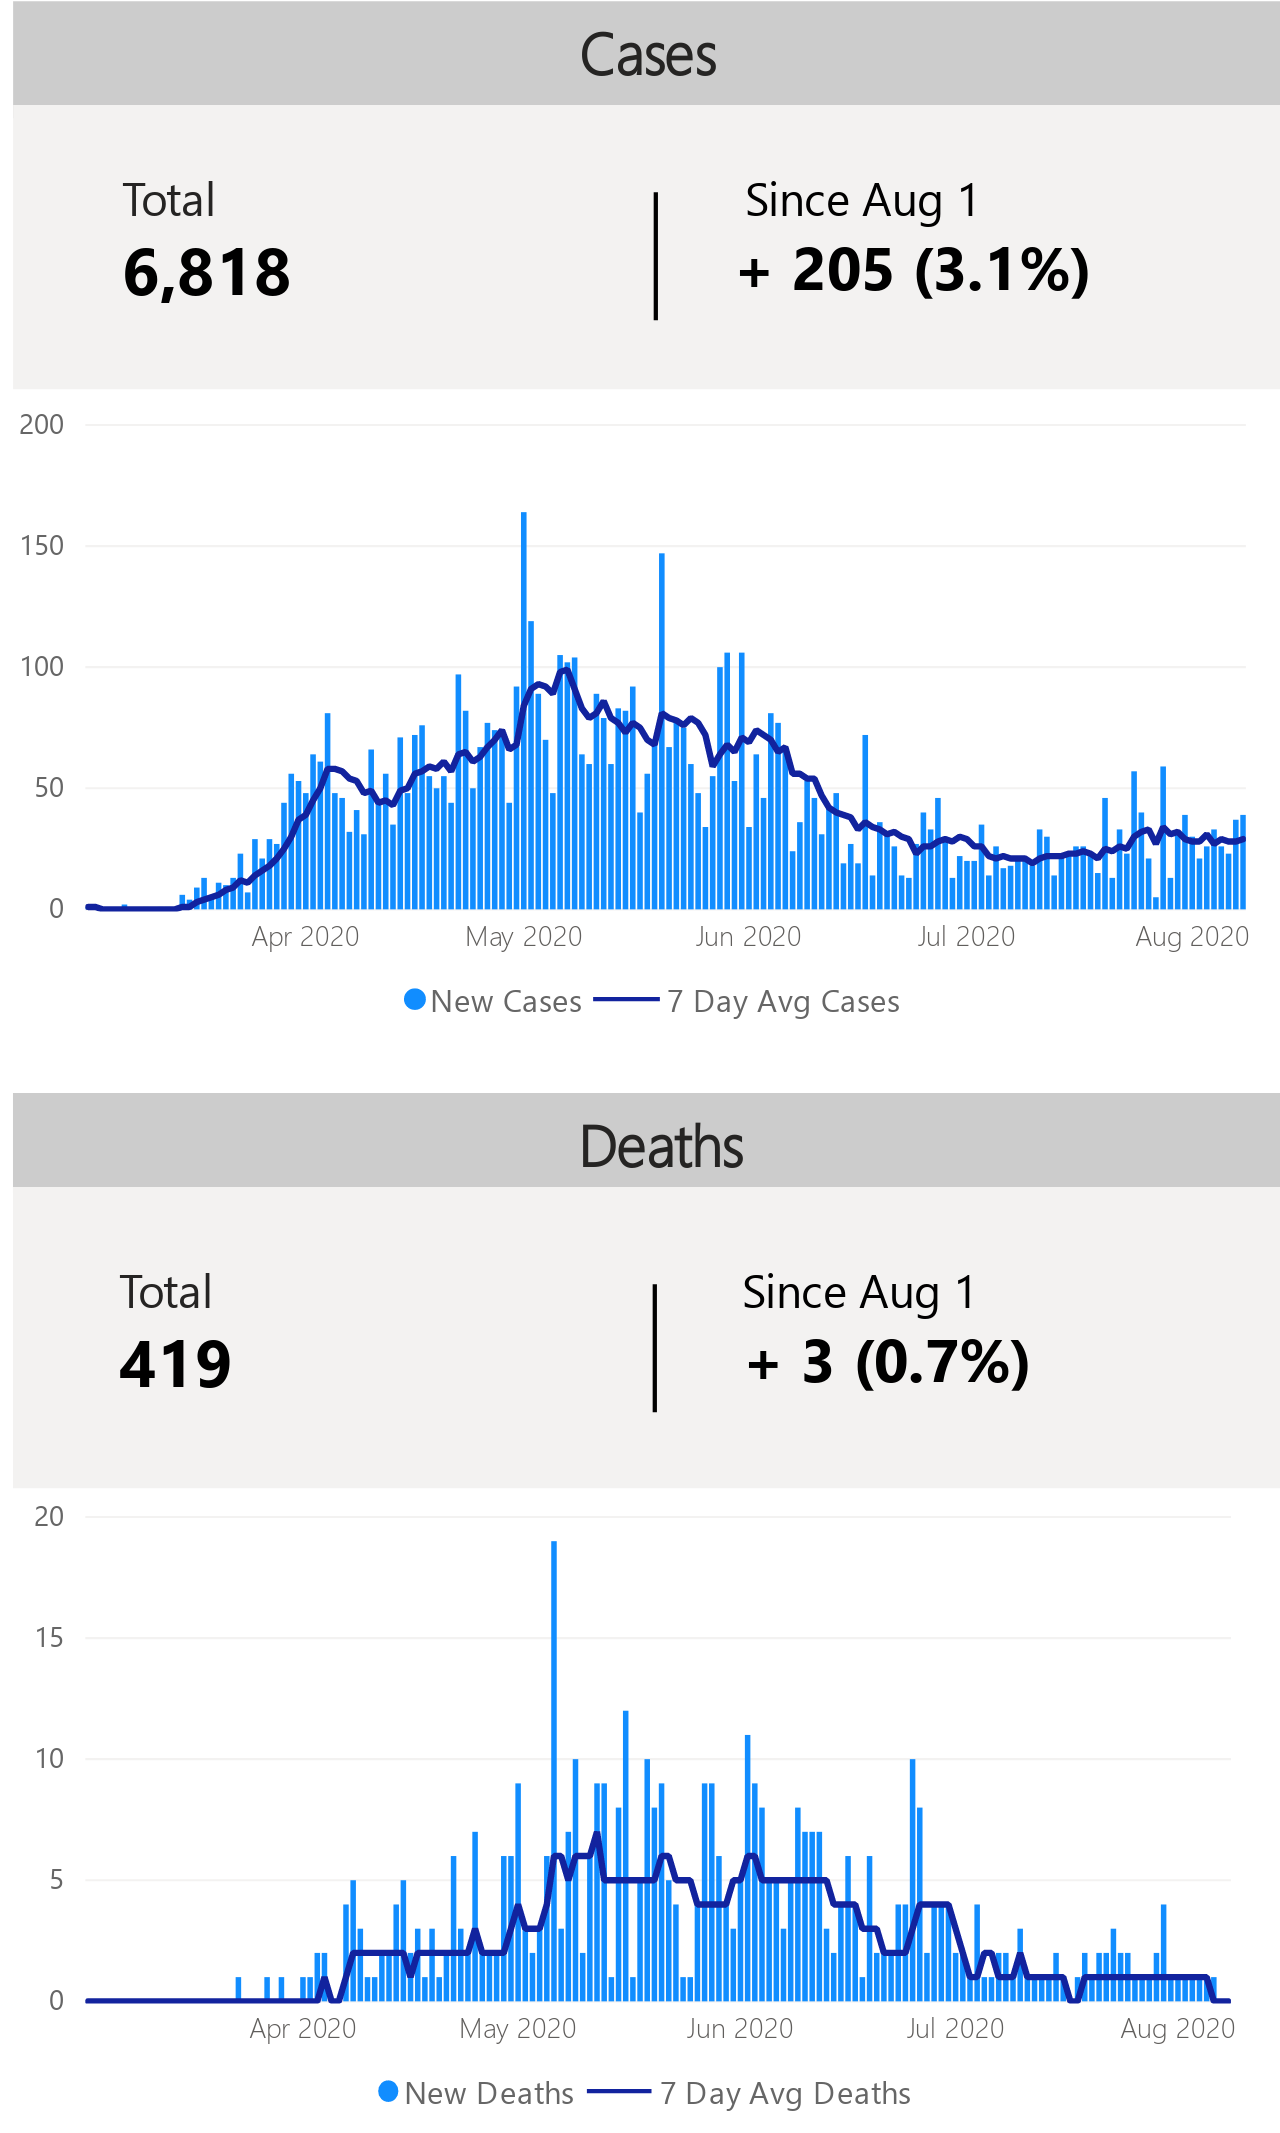 Cases
Total
Since Aug 1
6,818
+ 205 (3.1%)
200
150
100
50
0
Apr 2020
May 2020
Jun 2020
Jul 2020
Aug 2020
New Cases
7 Day Avg Cases
Deaths
Total
Since Aug 1
419
+ 3 (0.7%)
20
15
10
5
0
Apr 2020
May 2020
Jun 2020
Jul 2020
Aug 2020
New Deaths
7 Day Avg Deaths